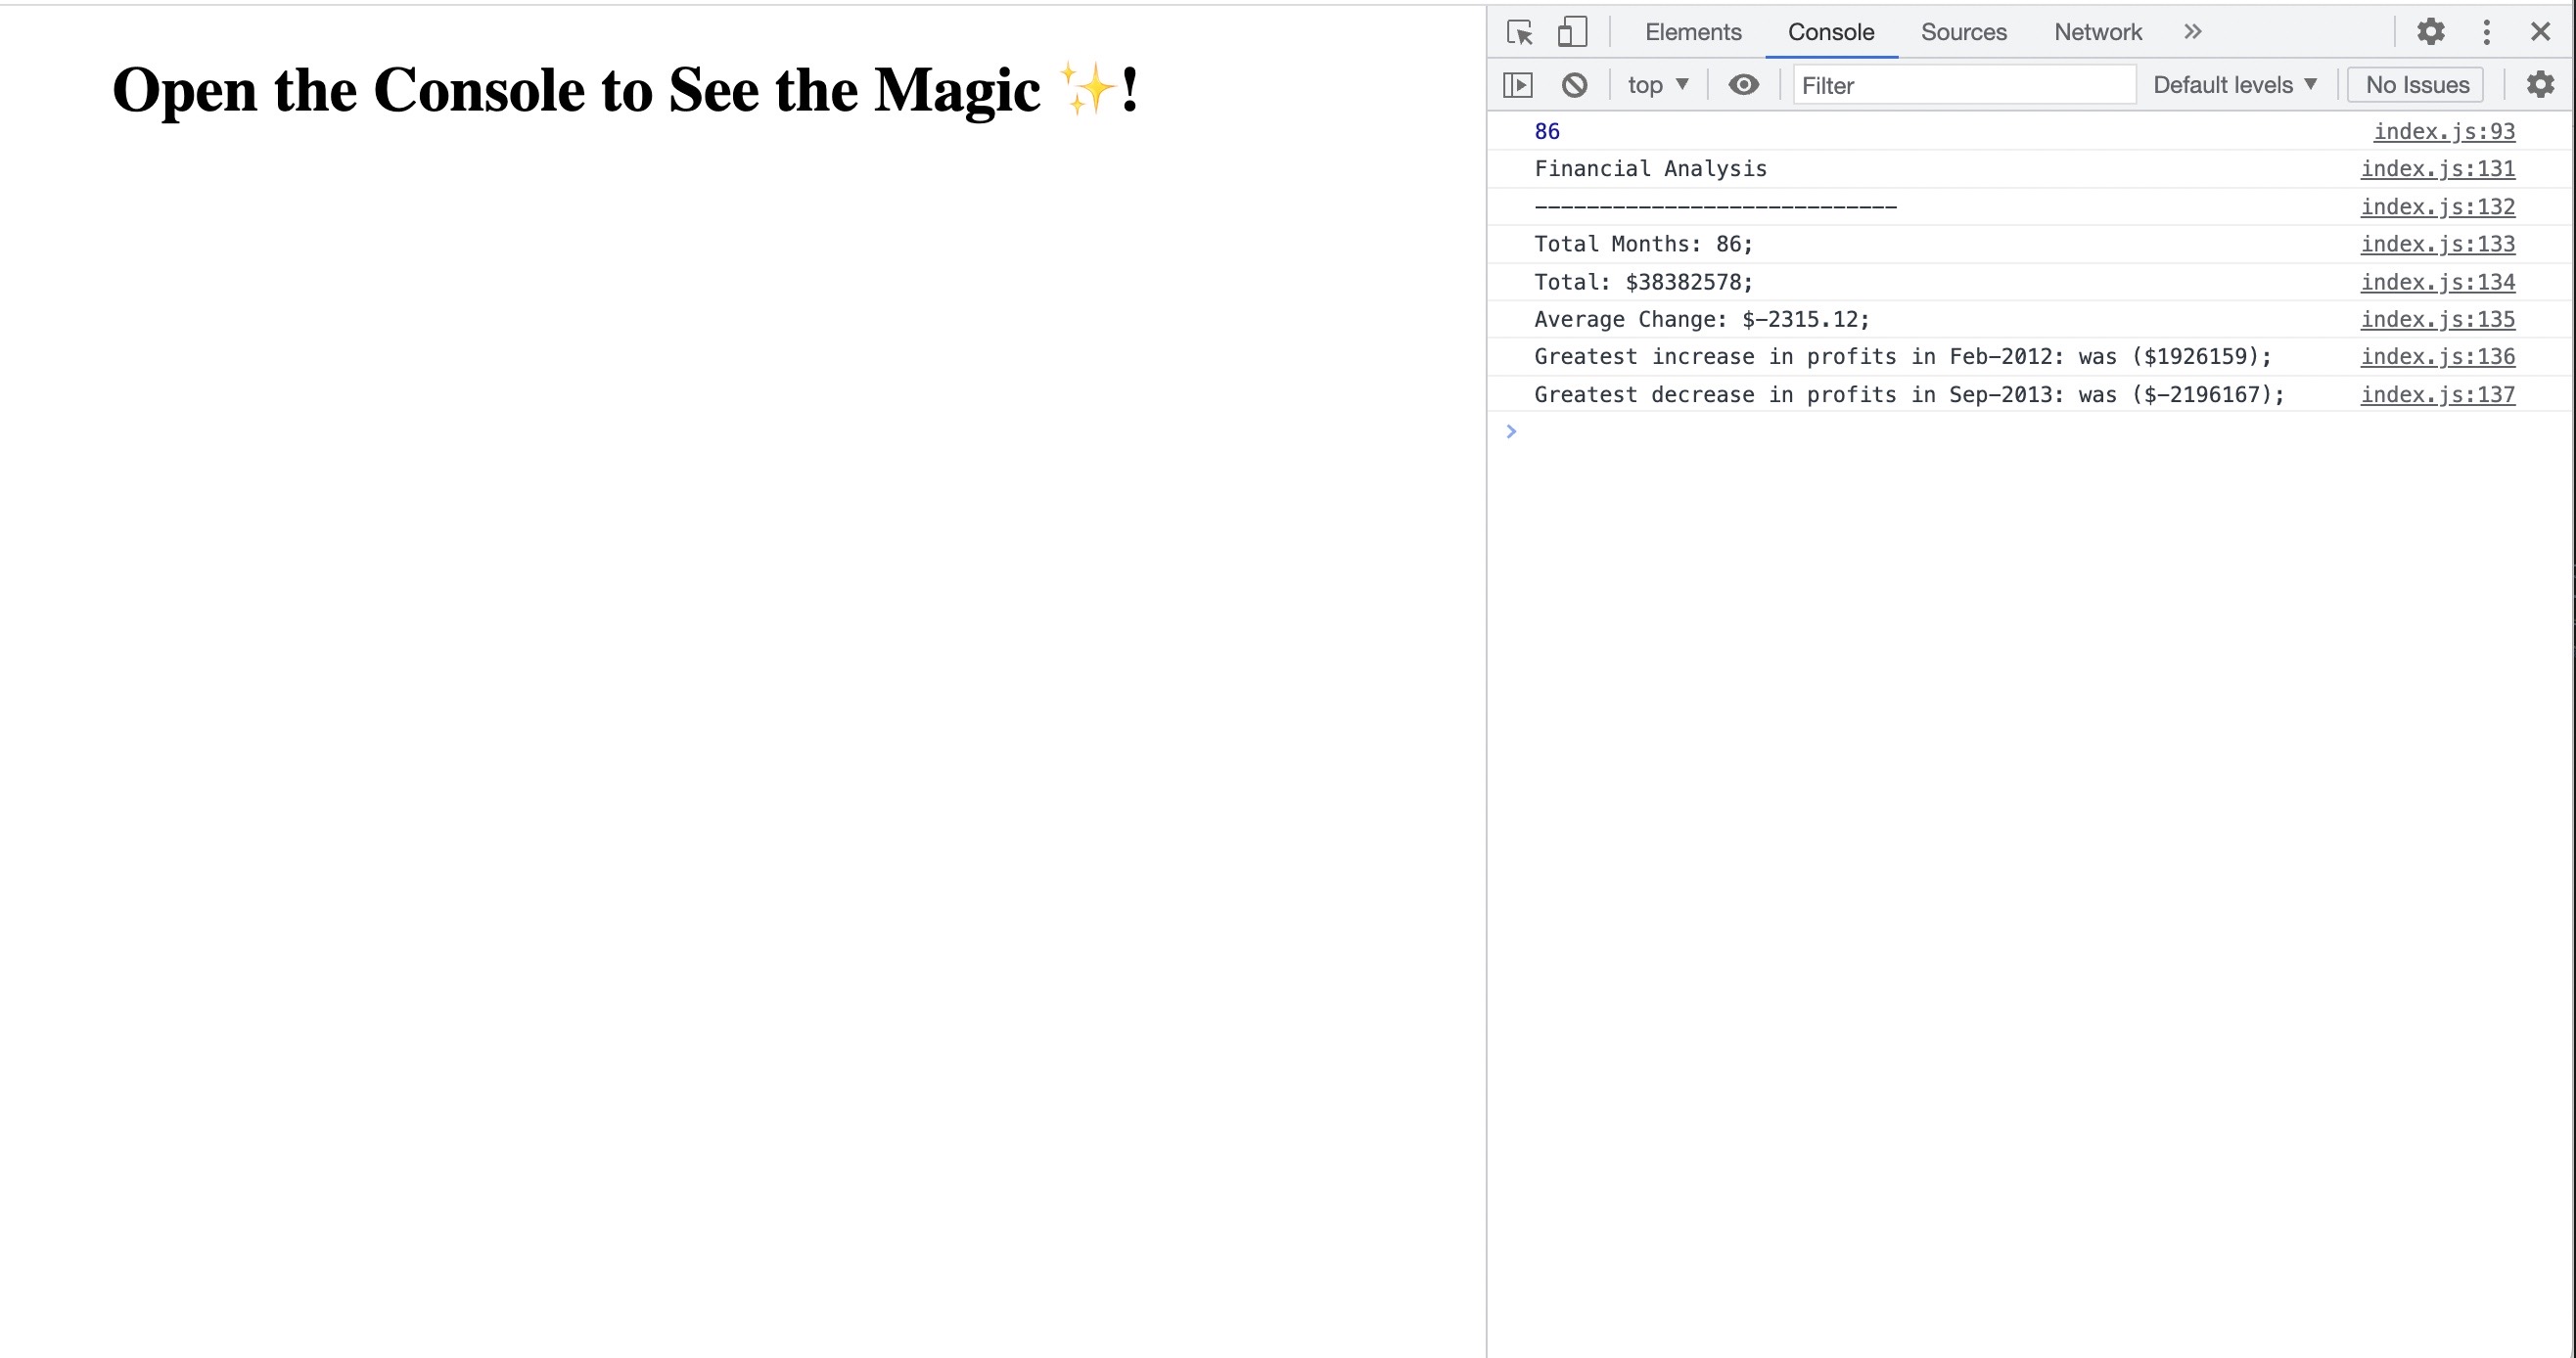 Open the Console to See the Magic ✨!
Elements Console Sources Network
top Filter Default levels No Issues
86 index.js:93
Financial Analysis index.js:131
---------------------------- index.js:132
Total Months: 86; index.js:133
Total: $38382578; index.js:134
Average Change: $-2315.12; index.js:135
Greatest increase in profits in Feb-2012: was ($1926159); index.js:136
Greatest decrease in profits in Sep-2013: was ($-2196167); index.js:137